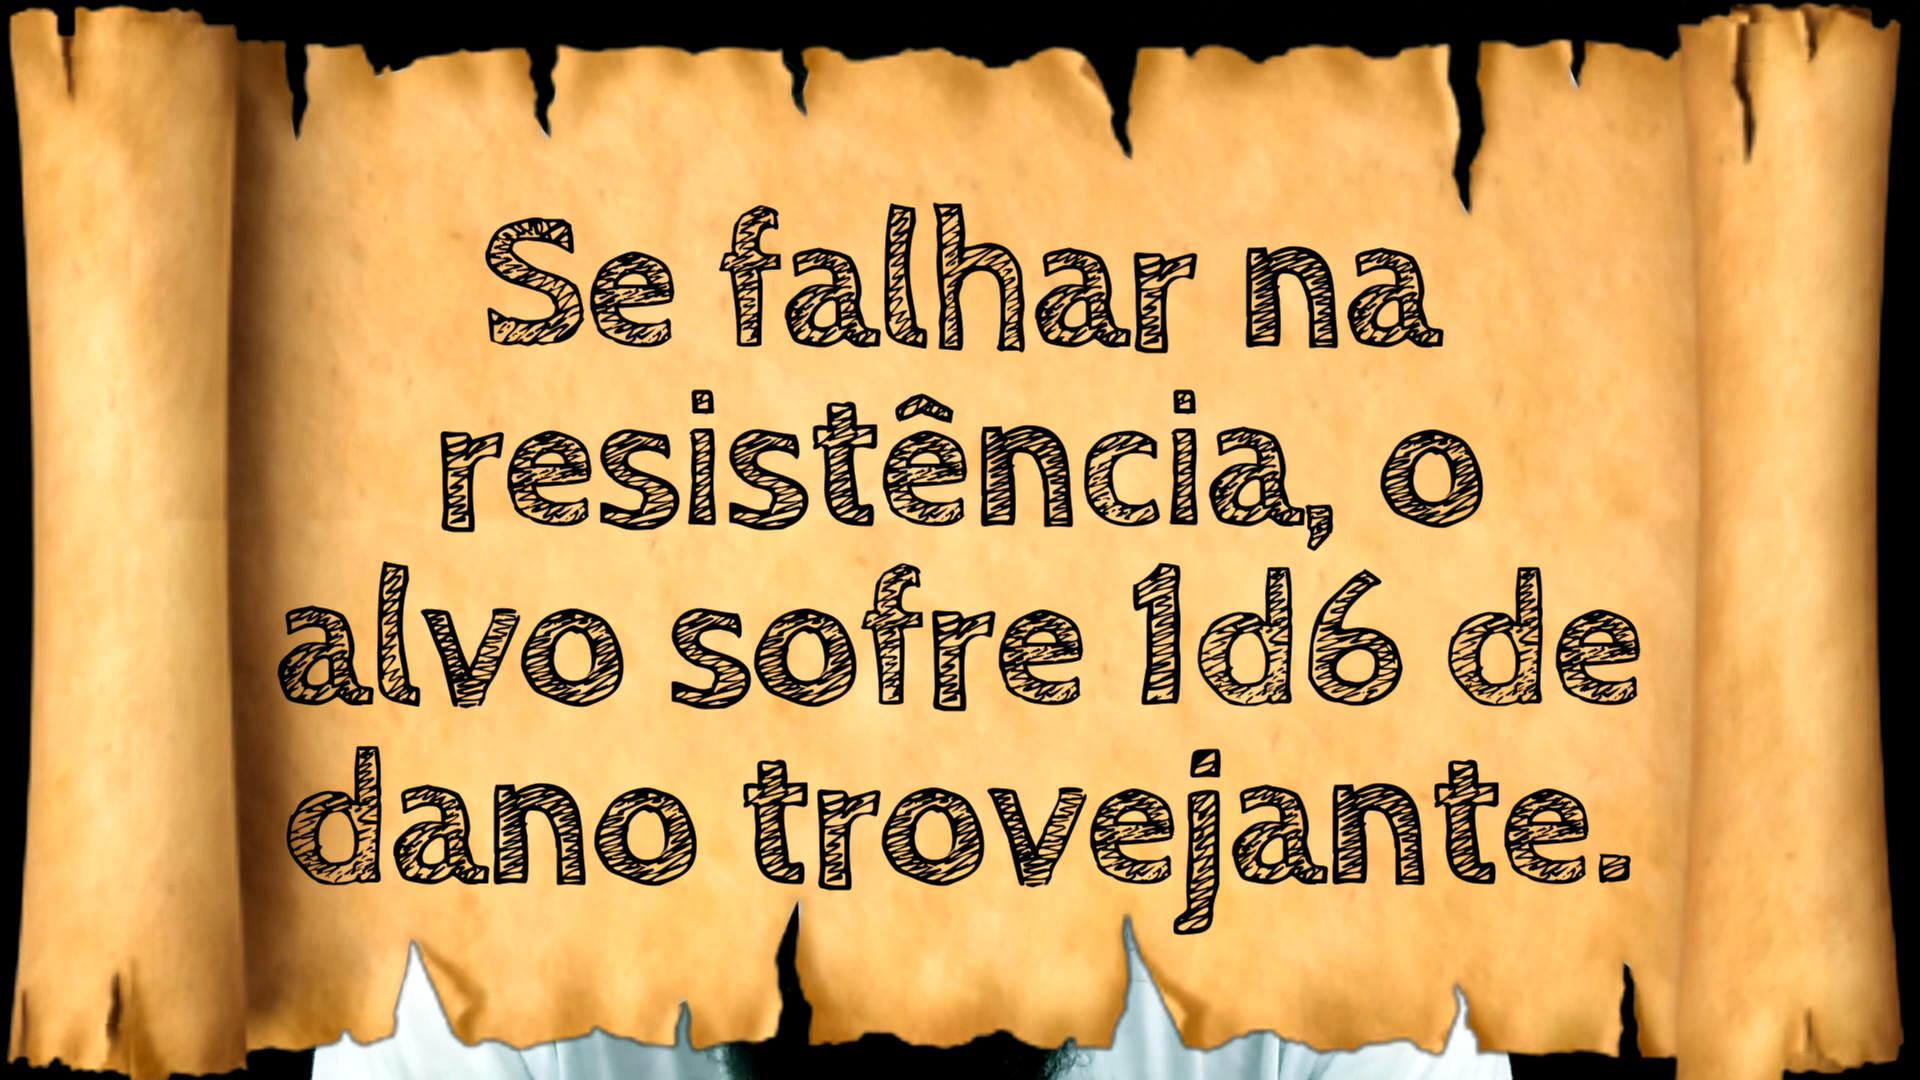 Se falhar na
resistência, o
alvo sofre 1d6 de
dano trovejante.